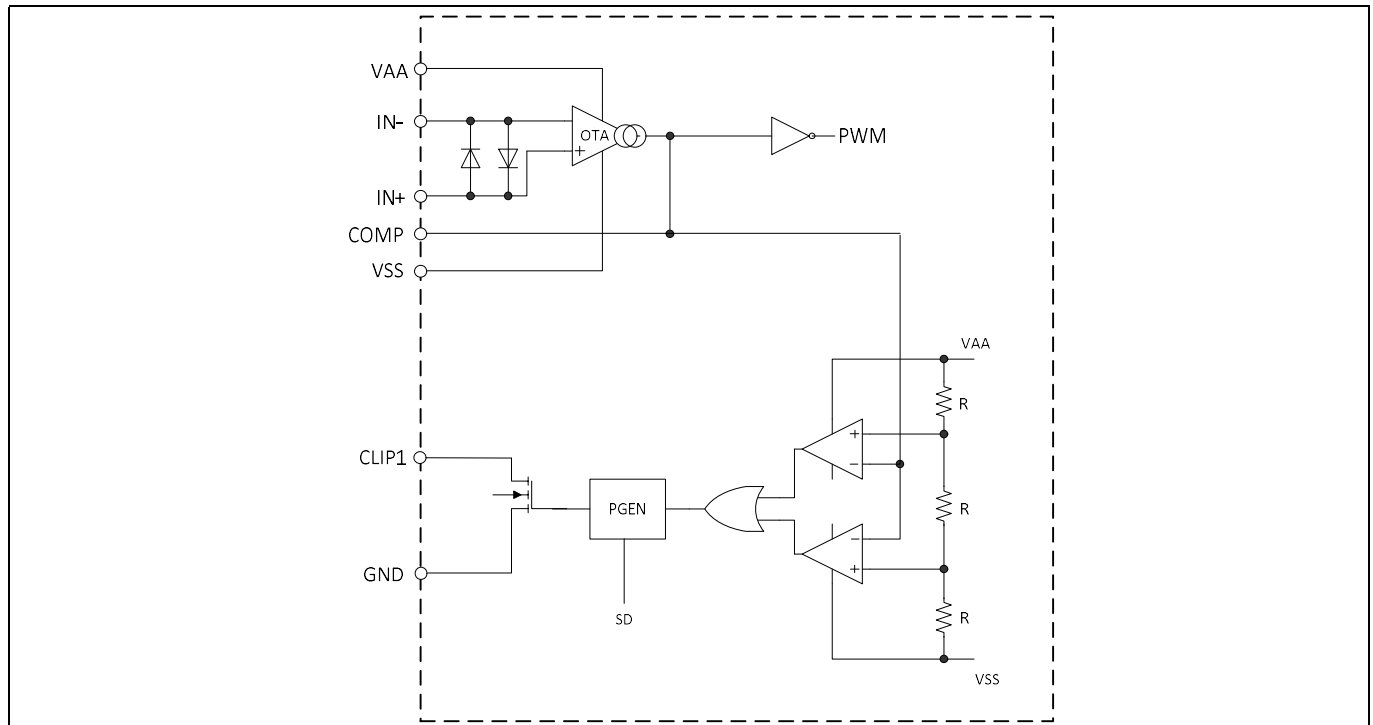 VAA
IN-
OTA
+
PWM
IN+
COMP
VSS
VAA
R
+
−
CLIP1
R
PGEN
−
+
GND
R
SD
VSS